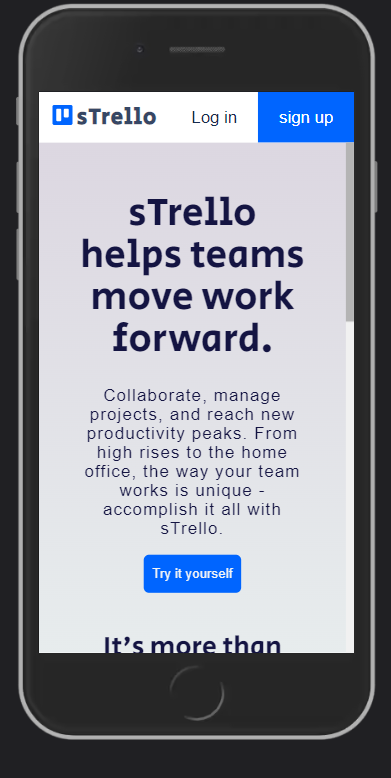 sTrello
Log in
sign up
sTrello
helps teams
move work
forward.
Collaborate, manage
projects, and reach new
productivity peaks. From
high rises to the home
office, the way your team
works is unique -
accomplish it all with
sTrello.
Try it yourself
It's more than